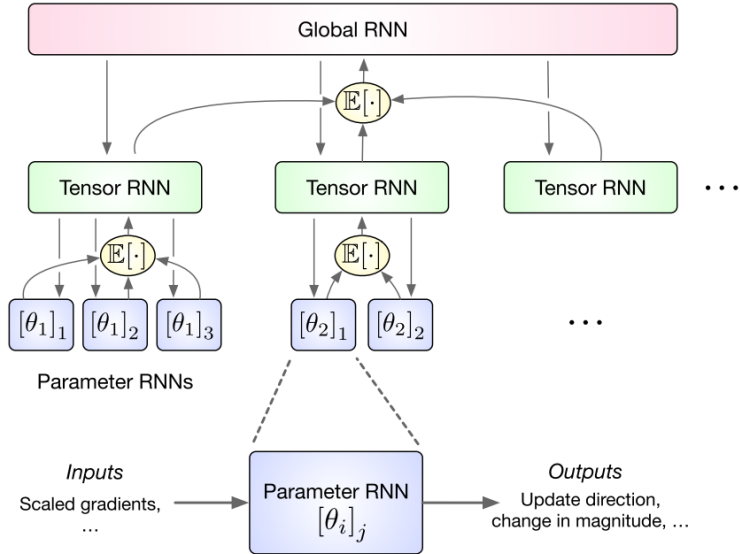 Global RNN
𝔼[·]
Tensor RNN Tensor RNN Tensor RNN ...
𝔼[·] 𝔼[·]
[θ₁]₁ [θ₁]₂ [θ₁]₃ [θ₂]₁ [θ₂]₂ ...
Parameter RNNs
Inputs
Scaled gradients,
...
Parameter RNN
[θᵢ]ⱼ
Outputs
Update direction,
change in magnitude, ...